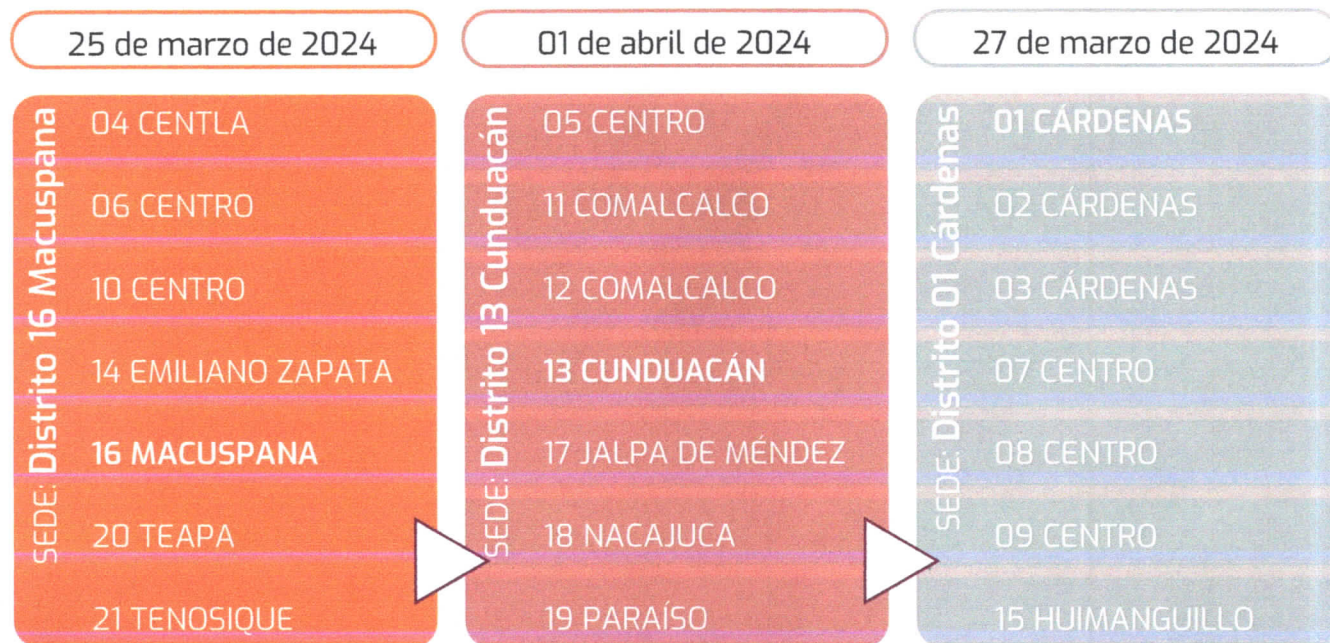 25 de marzo de 2024
SEDE: Distrito 16 Macuspana
04 CENTLA
06 CENTRO
10 CENTRO
14 EMILIANO ZAPATA
16 MACUSPANA
20 TEAPA
21 TENOSIQUE
01 de abril de 2024
SEDE: Distrito 13 Cunduacán
05 CENTRO
11 COMALCALCO
12 COMALCALCO
13 CUNDUACÁN
17 JALPA DE MÉNDEZ
18 NACAJUCA
19 PARAÍSO
27 de marzo de 2024
SEDE: Distrito 01 Cárdenas
01 CÁRDENAS
02 CÁRDENAS
03 CÁRDENAS
07 CENTRO
08 CENTRO
09 CENTRO
15 HUIMANGUILLO